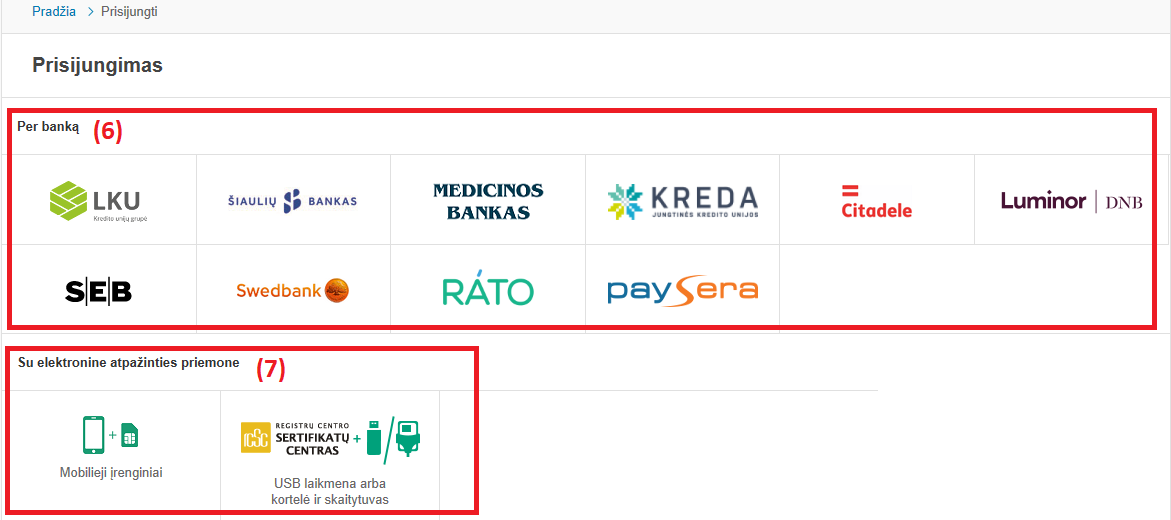 Pradžia > Prisijungti
Prisijungimas
Per banką (6)
LKU
Kredito unijų grupė
ŠIAULIŲ BANKAS
MEDICINOS
BANKAS
KREDA
JUNGTINĖS KREDITO UNIJOS
Citadele
Luminor | DNB
S|E|B
Swedbank
RÁTO
paysera
Su elektronine atpažinties priemone (7)
+
Mobilieji įrenginiai
REGISTRŲ CENTRO
SERTIFIKATŲ
CENTRAS
+ /
USB laikmena arba
kortelė ir skaitytuvas